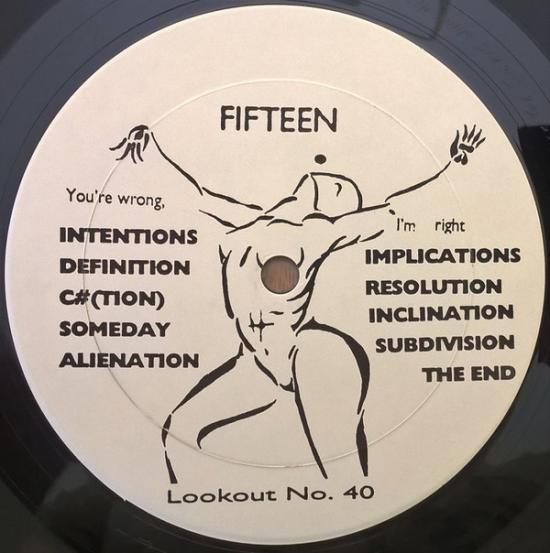 FIFTEEN
You're wrong,
INTENTIONS
DEFINITION
C#(TION)
SOMEDAY
ALIENATION
I'm right
IMPLICATIONS
RESOLUTION
INCLINATION
SUBDIVISION
THE END
Lookout No. 40